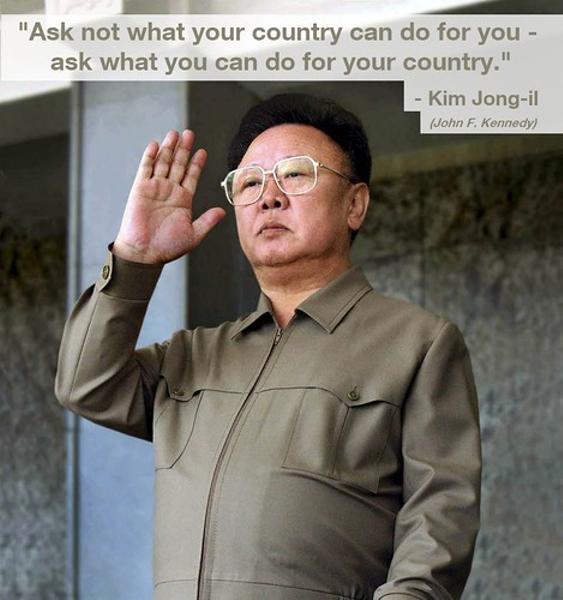 "Ask not what your country can do for you -
ask what you can do for your country."
- Kim Jong-il
(John F. Kennedy)